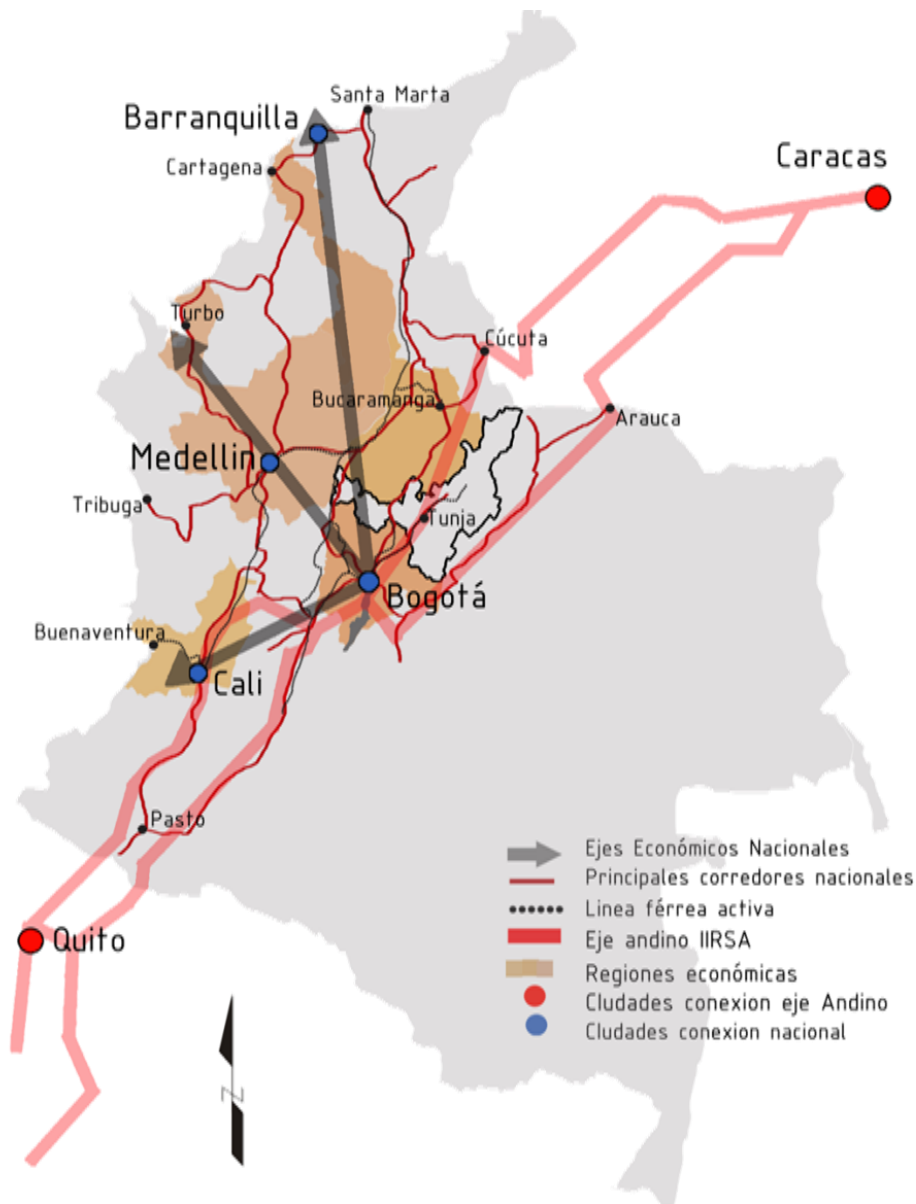 Santa Marta
Barranquilla
Caracas
Cartagena
Turbo
Cúcuta
Bucaramanga
Arauca
Medellin
Tribuga
Tunja
Bogotá
Buenaventura
Cali
Pasto
Quito
Ejes Económicos Nacionales
Principales corredores nacionales
Linea férrea activa
Eje andino IIRSA
Regiones económicas
Cludades conexion eje Andino
Cludades conexion nacional
N